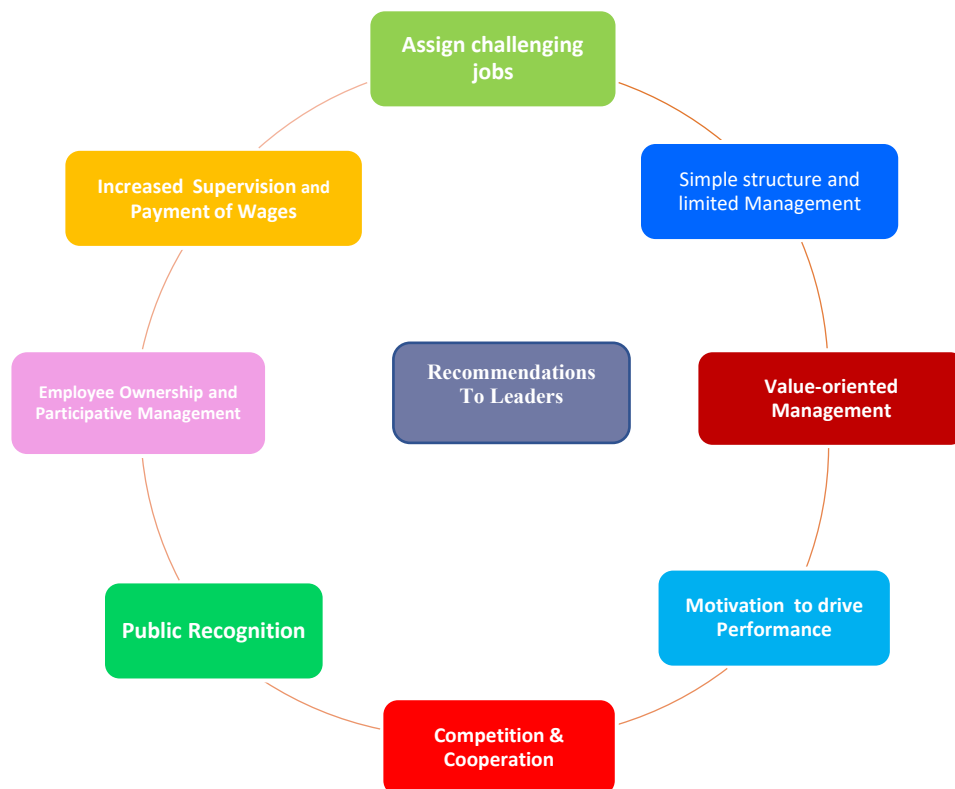 Assign challenging
jobs
Increased Supervision and
Payment of Wages
Simple structure and
limited Management
Employee Ownership and
Participative Management
Recommendations
To Leaders
Value-oriented
Management
Public Recognition
Motivation to drive
Performance
Competition &
Cooperation